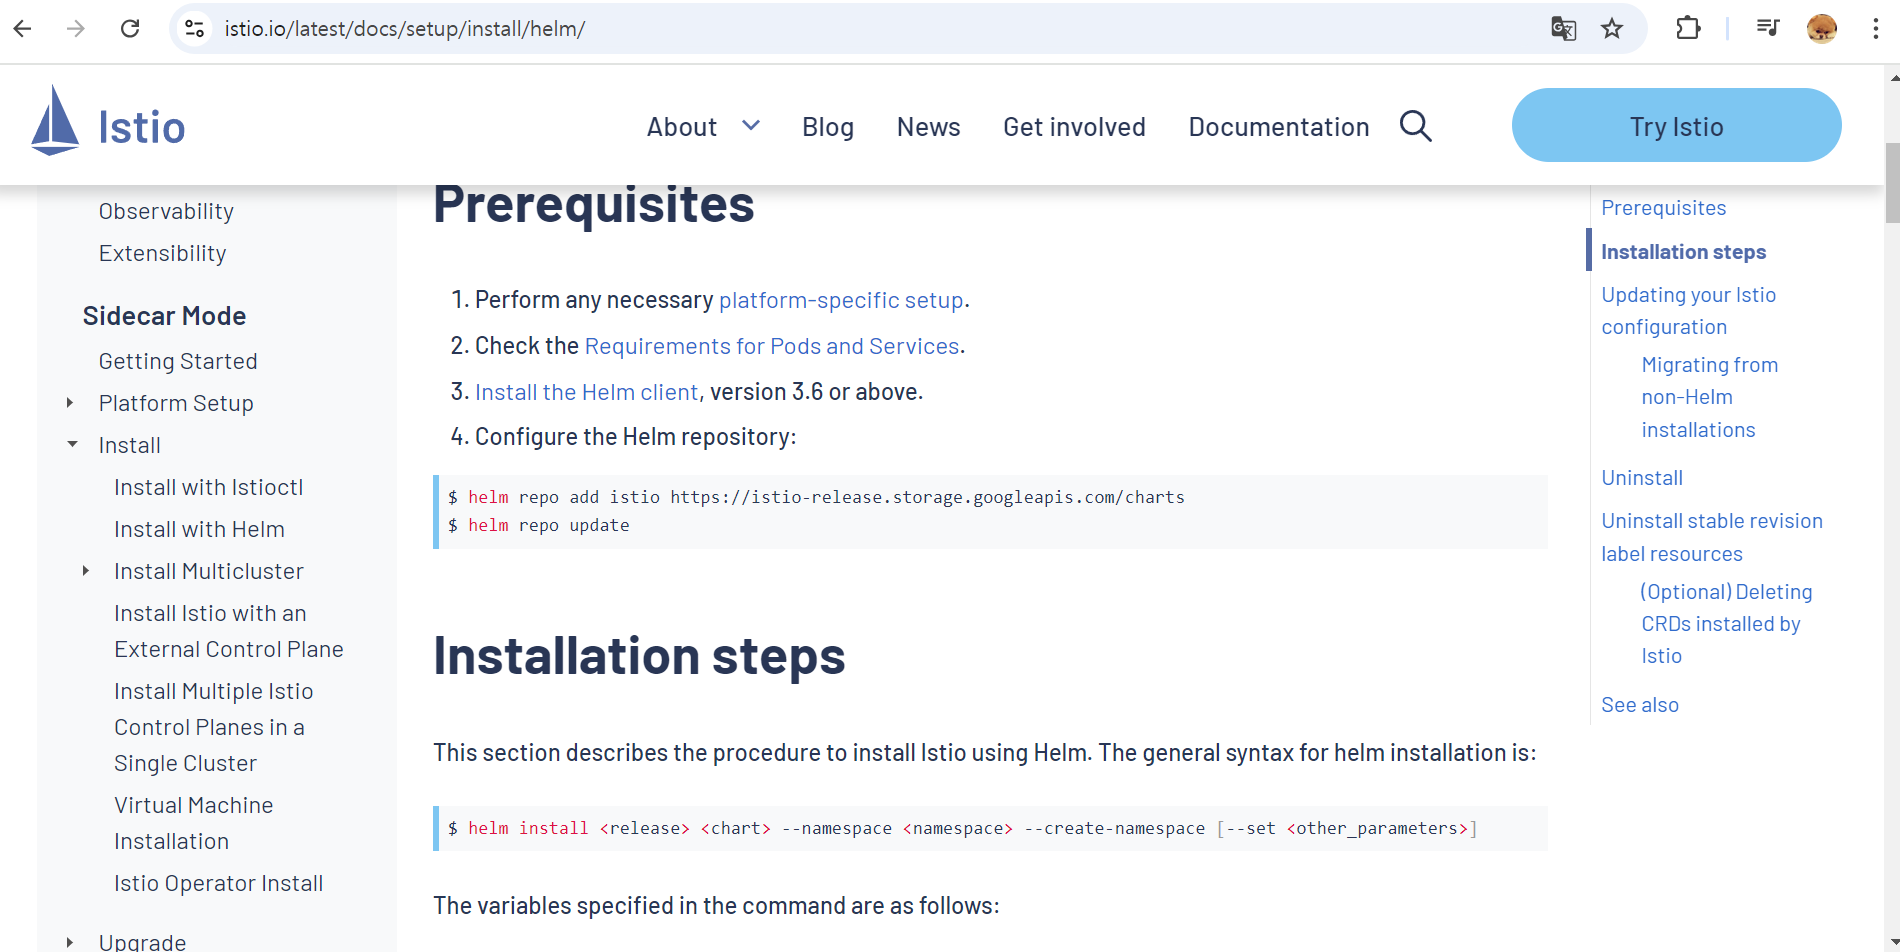 istio.io/latest/docs/setup/install/helm/
Istio
About
Blog
News
Get involved
Documentation
Try Istio
Observability
Extensibility
Sidecar Mode
Getting Started
Platform Setup
Install
Install with Istioctl
Install with Helm
Install Multicluster
Install Istio with an
External Control Plane
Install Multiple Istio
Control Planes in a
Single Cluster
Virtual Machine
Installation
Istio Operator Install
Upgrade
Prerequisites
1. Perform any necessary platform-specific setup.
2. Check the Requirements for Pods and Services.
3. Install the Helm client, version 3.6 or above.
4. Configure the Helm repository:
$ helm repo add istio https://istio-release.storage.googleapis.com/charts
$ helm repo update
Installation steps
This section describes the procedure to install Istio using Helm. The general syntax for helm installation is:
$ helm install <release> <chart> --namespace <namespace> --create-namespace [--set <other_parameters>]
The variables specified in the command are as follows:
Prerequisites
Installation steps
Updating your Istio
configuration
Migrating from
non-Helm
installations
Uninstall
Uninstall stable revision
label resources
(Optional) Deleting
CRDs installed by
Istio
See also